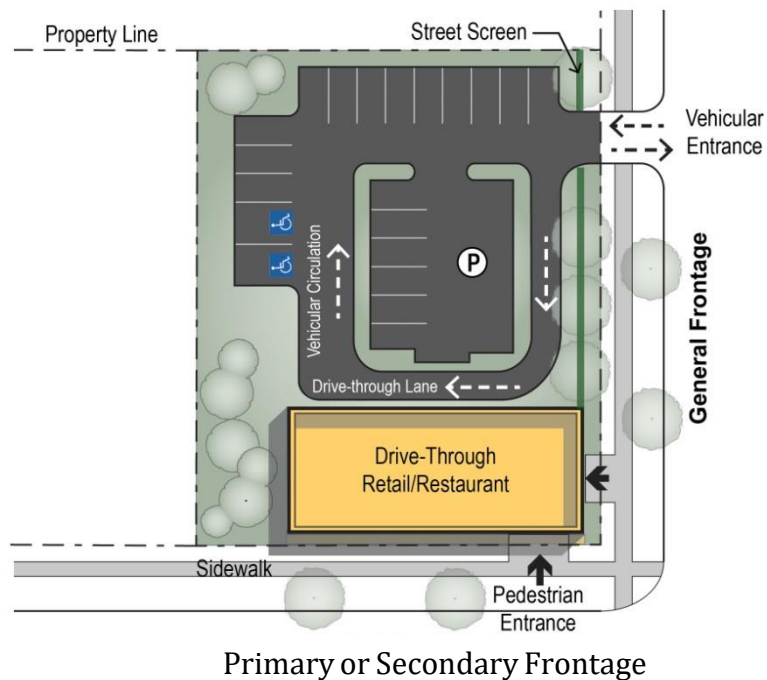 Property Line
Street Screen
Vehicular
Entrance
Vehicular Circulation
P
General Frontage
Drive-through Lane
Drive-Through
Retail/Restaurant
Sidewalk
Pedestrian
Entrance
Primary or Secondary Frontage